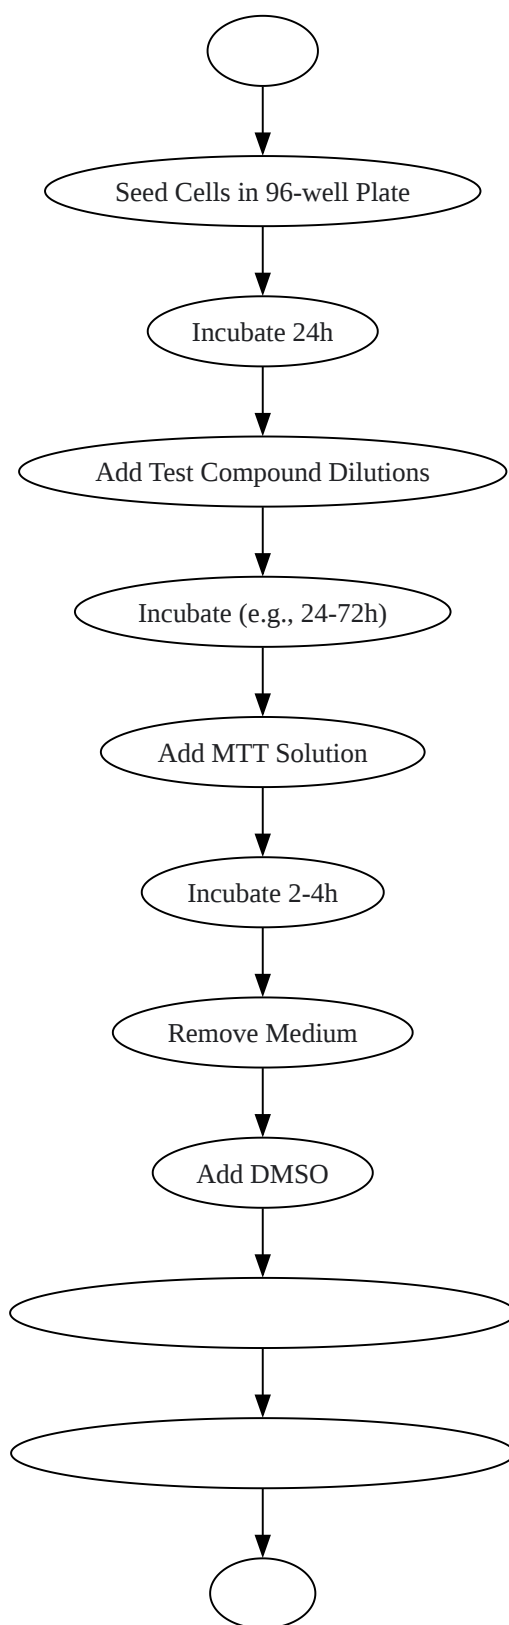 Seed Cells in 96-well Plate
Incubate 24h
Add Test Compound Dilutions
Incubate (e.g., 24-72h)
Add MTT Solution
Incubate 2-4h
Remove Medium
Add DMSO